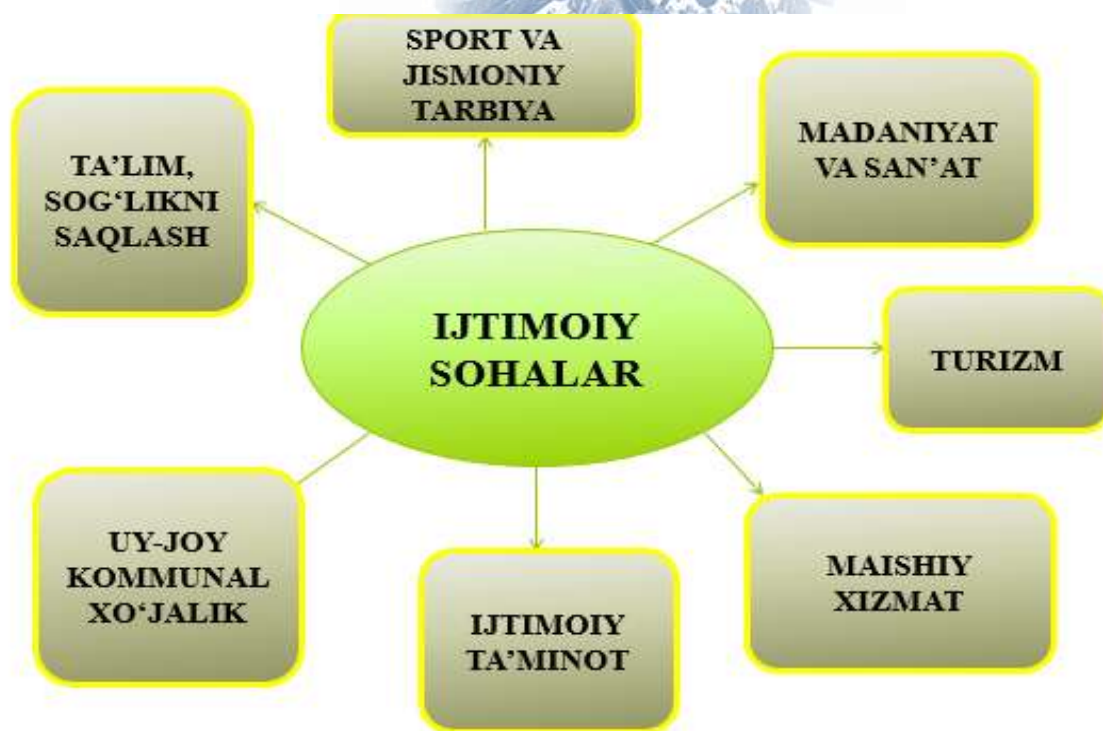 SPORT VA
JISMONIY
TARBIYA
MADANIYAT
VA SAN’AT
TA’LIM,
SOG‘LIKNI
SAQLASH
IJTIMOIY
SOHALAR
TURIZM
UY-JOY
KOMMUNAL
XO‘JALIK
IJTIMOIY
TA’MINOT
MAISHIY
XIZMAT